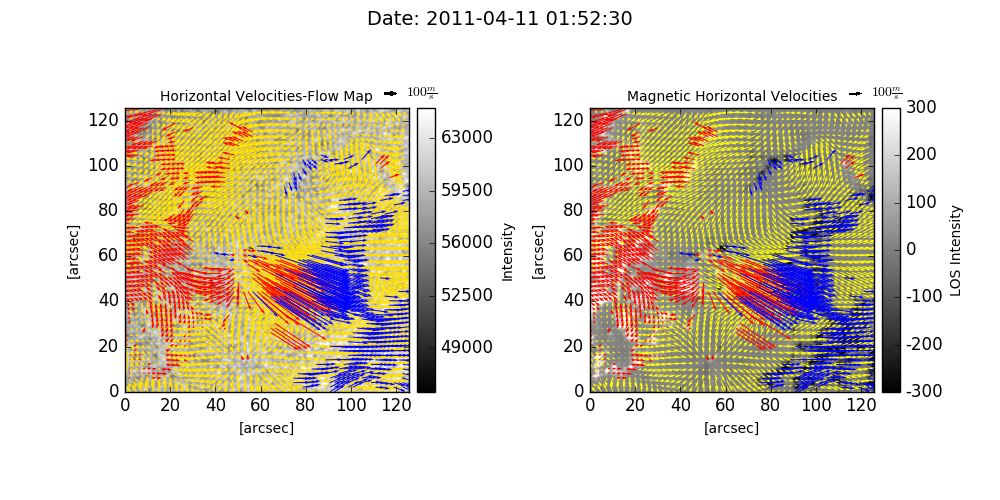 Date: 2011-04-11 01:52:30
Horizontal Velocities-Flow Map
100 m/s
120
100
80
60
40
20
0
0 20 40 60 80 100 120
[arcsec]
[arcsec]
63000
59500
56000
52500
49000
Intensity
Magnetic Horizontal Velocities
100 m/s
120
100
80
60
40
20
0
0 20 40 60 80 100 120
[arcsec]
[arcsec]
300
200
100
0
-100
-200
-300
LOS Intensity